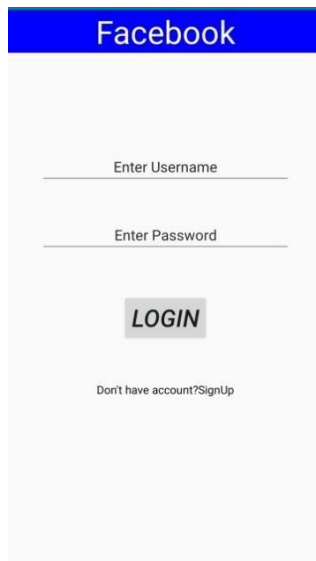 Facebook
Enter Username
Enter Password
LOGIN
Don't have account?SignUp